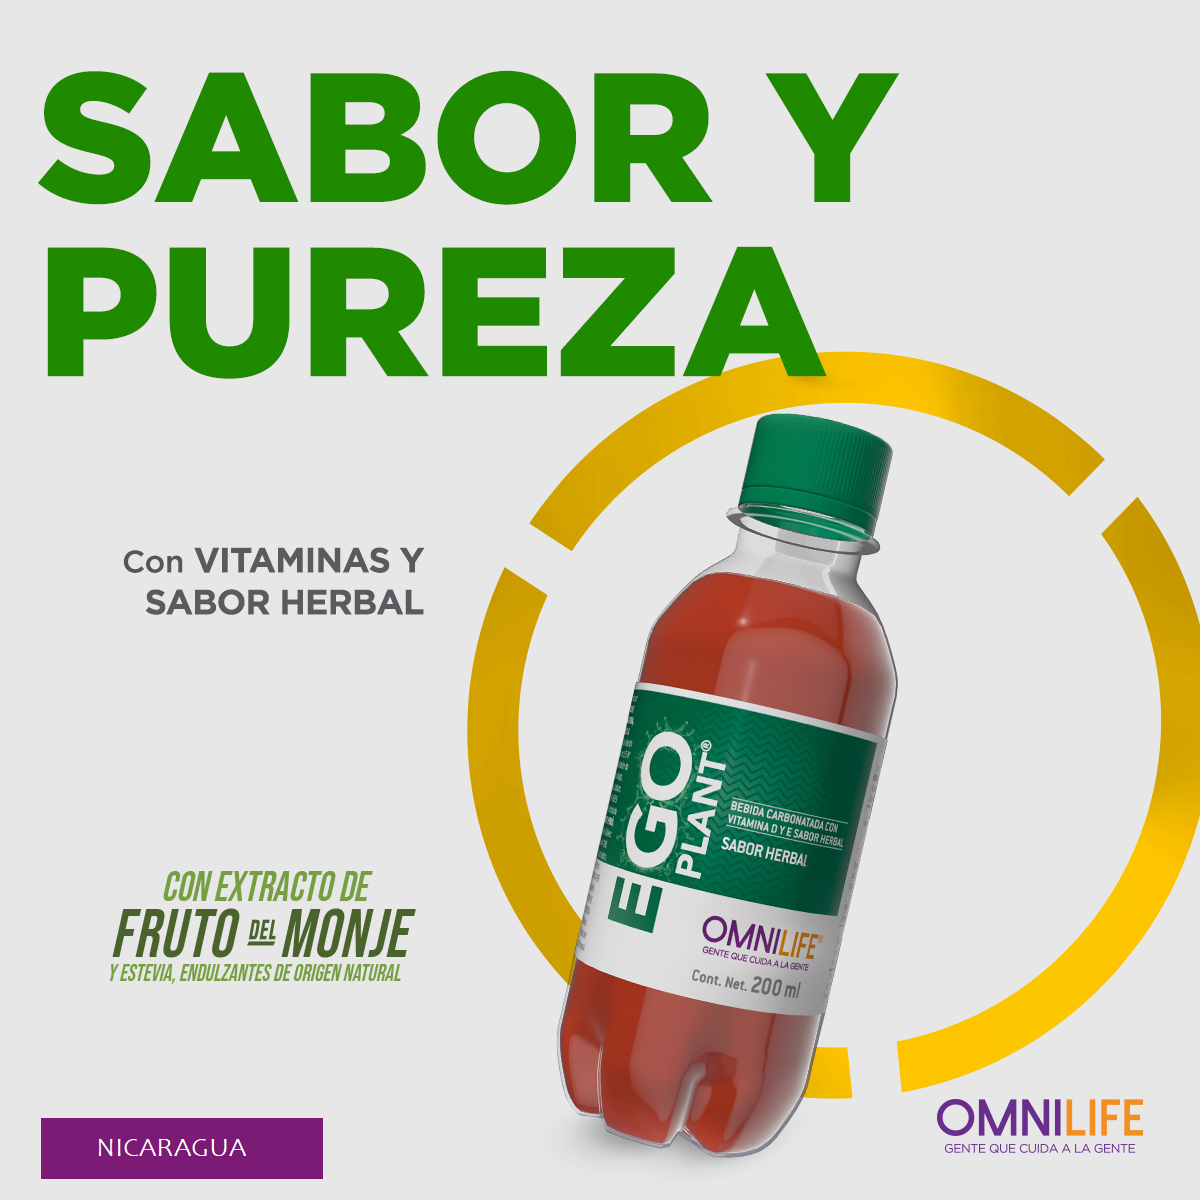 SABOR Y
PUREZA
Con VITAMINAS Y
SABOR HERBAL
CON EXTRACTO DE
FRUTO DEL MONJE
Y ESTEVIA, ENDULZANTES DE ORIGEN NATURAL
EGO
PLANT®
BEBIDA CARBONATADA CON
VITAMINA D Y E SABOR HERBAL
SABOR HERBAL
OMNILIFE®
GENTE QUE CUIDA A LA GENTE
Cont. Net. 200 ml
NICARAGUA
OMNILIFE
GENTE QUE CUIDA A LA GENTE